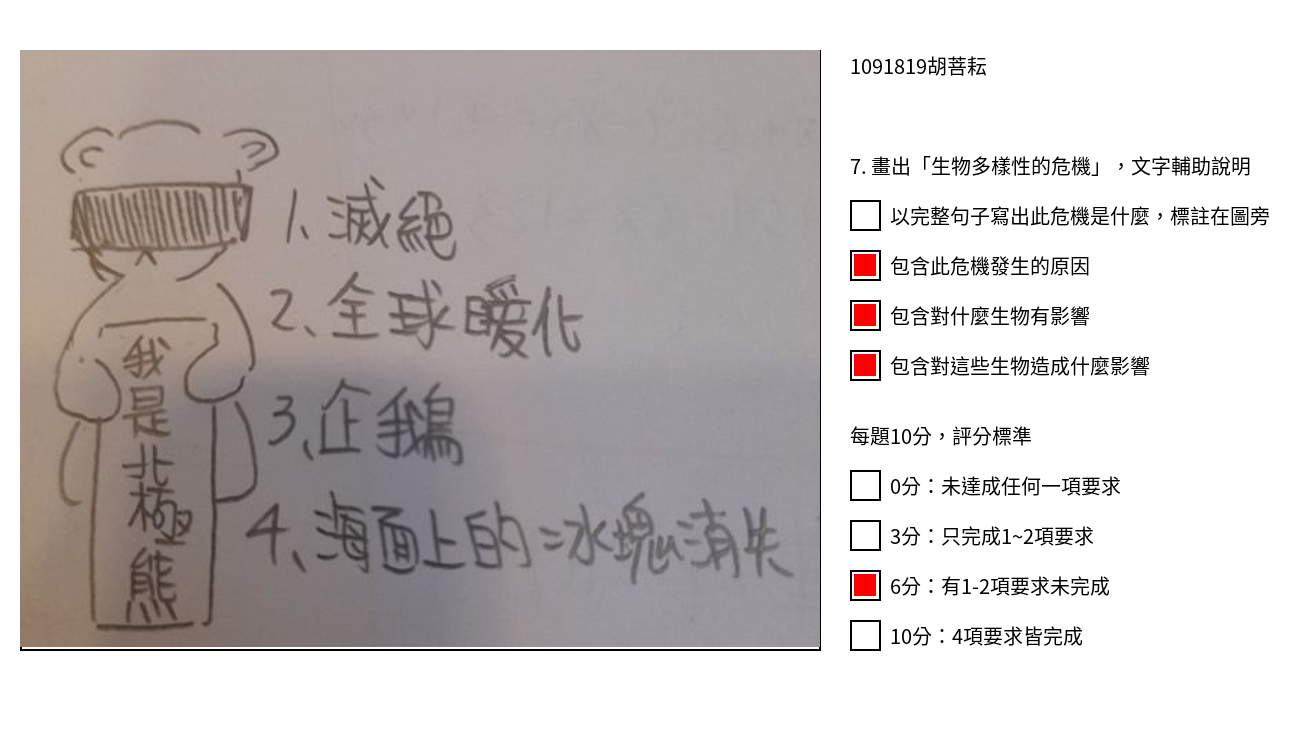 1091819胡菩耘
7. 畫出「生物多樣性的危機」，文字輔助說明
以完整句子寫出此危機是什麼，標註在圖旁
包含此危機發生的原因
包含對什麼生物有影響
包含對這些生物造成什麼影響
每題10分，評分標準
0分：未達成任何一項要求
3分：只完成1~2項要求
6分：有1-2項要求未完成
10分：4項要求皆完成
1、滅絕
2、全球暖化
3、企鵝
4、海面上的冰塊消失
我是北極熊